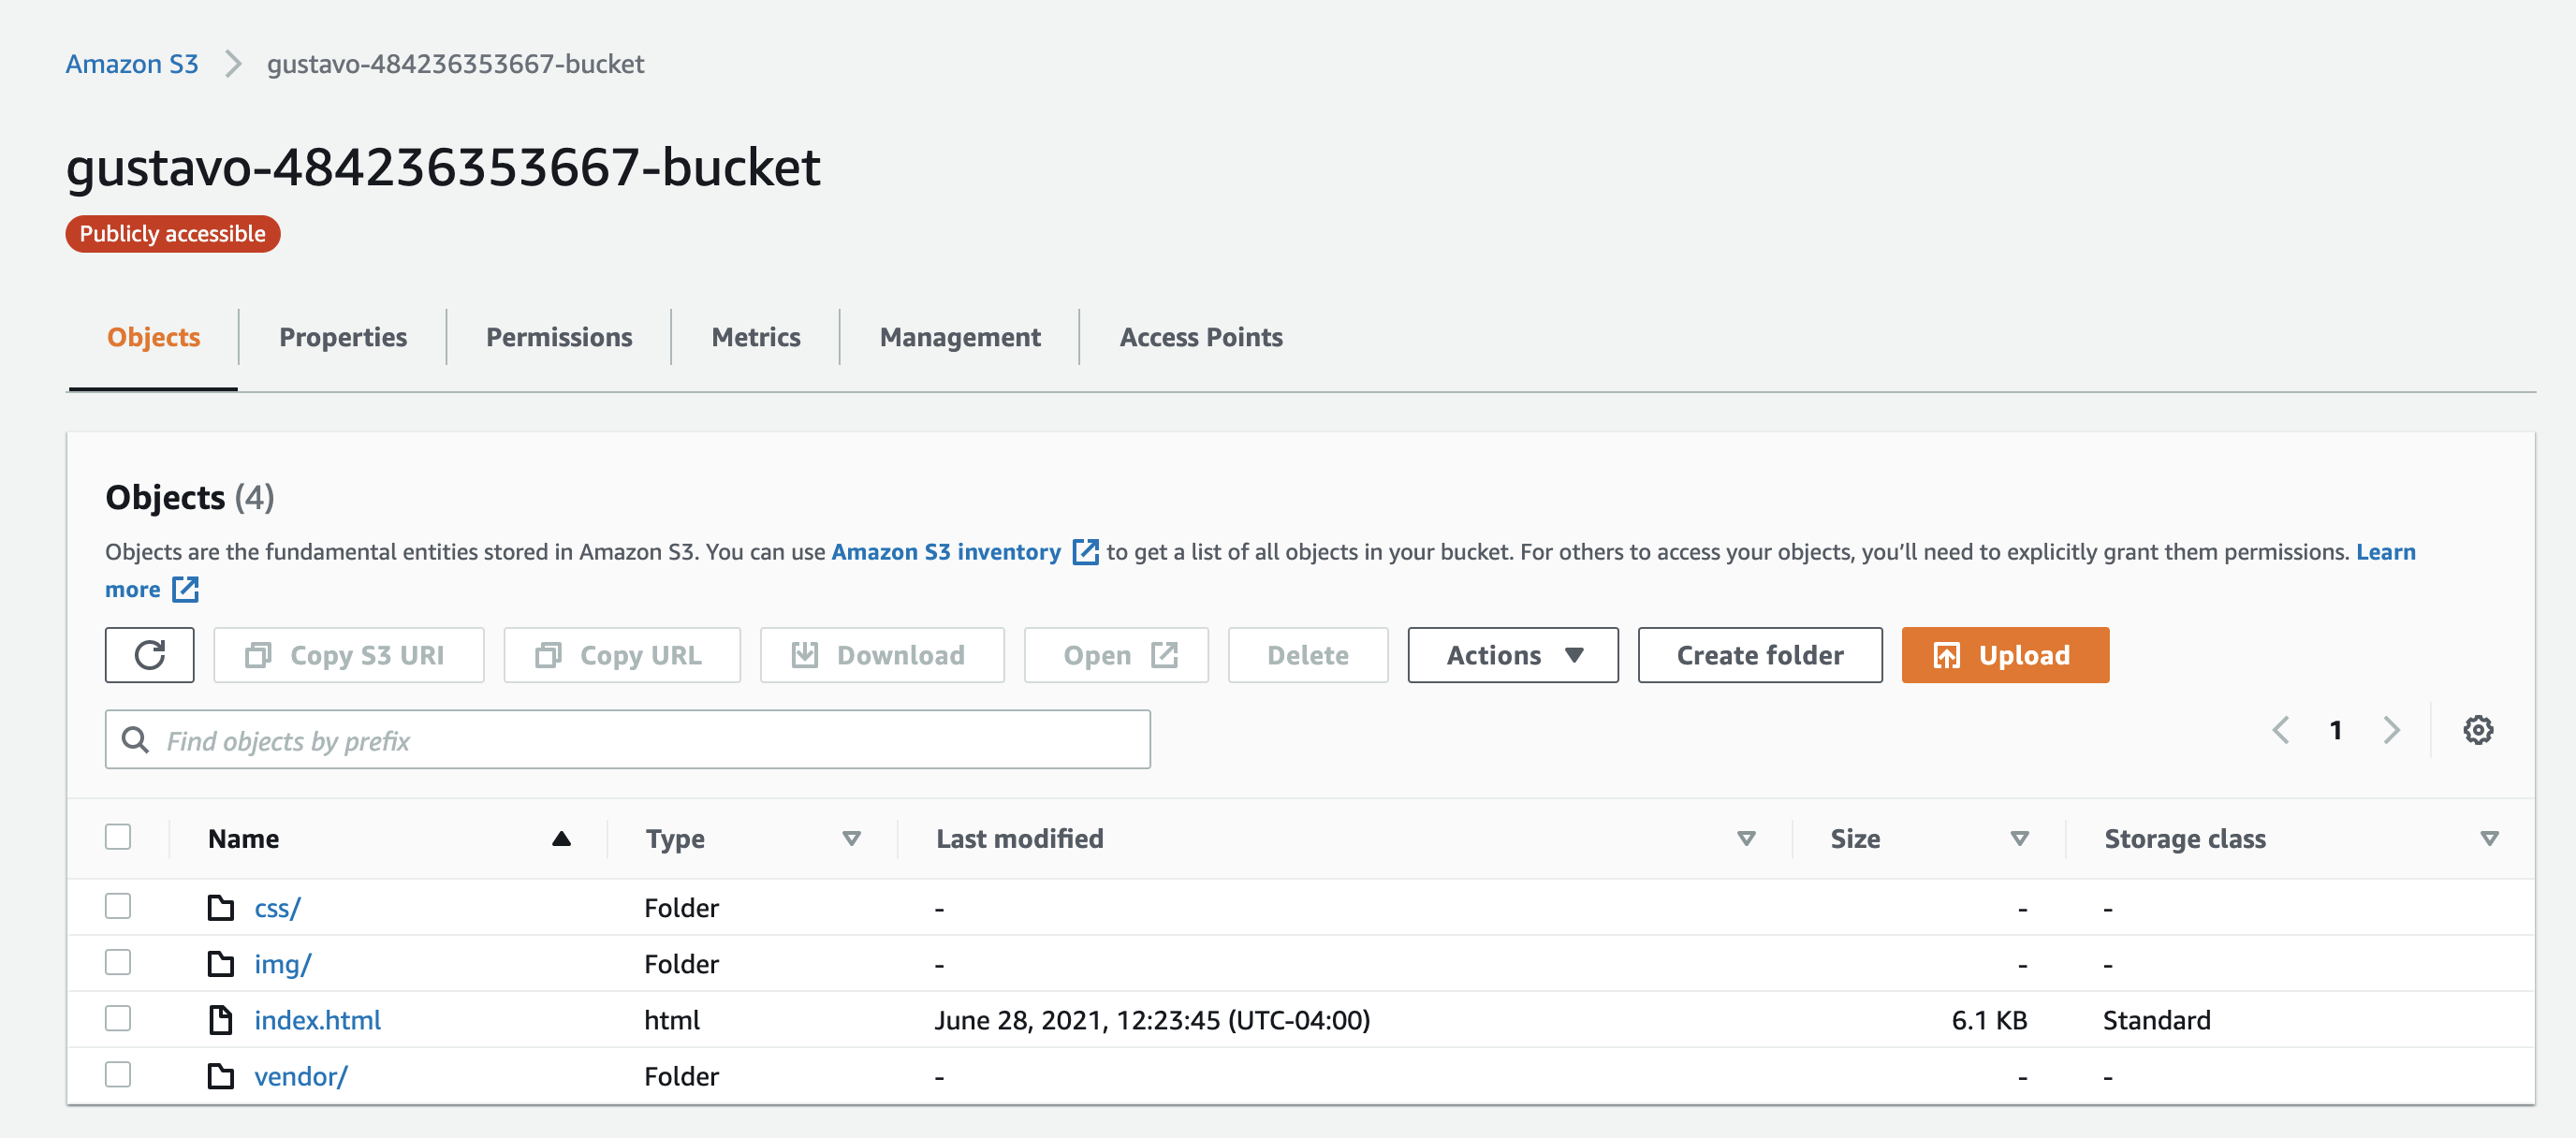 Amazon S3 > gustavo-484236353667-bucket
gustavo-484236353667-bucket
Publicly accessible
Objects Properties Permissions Metrics Management Access Points
Objects (4)
Objects are the fundamental entities stored in Amazon S3. You can use Amazon S3 inventory to get a list of all objects in your bucket. For others to access your objects, you’ll need to explicitly grant them permissions. Learn
more
Copy S3 URI Copy URL Download Open Delete Actions Create folder Upload
Find objects by prefix 1
Name Type Last modified Size Storage class
css/ Folder - - -
img/ Folder - - -
index.html html June 28, 2021, 12:23:45 (UTC-04:00) 6.1 KB Standard
vendor/ Folder - - -